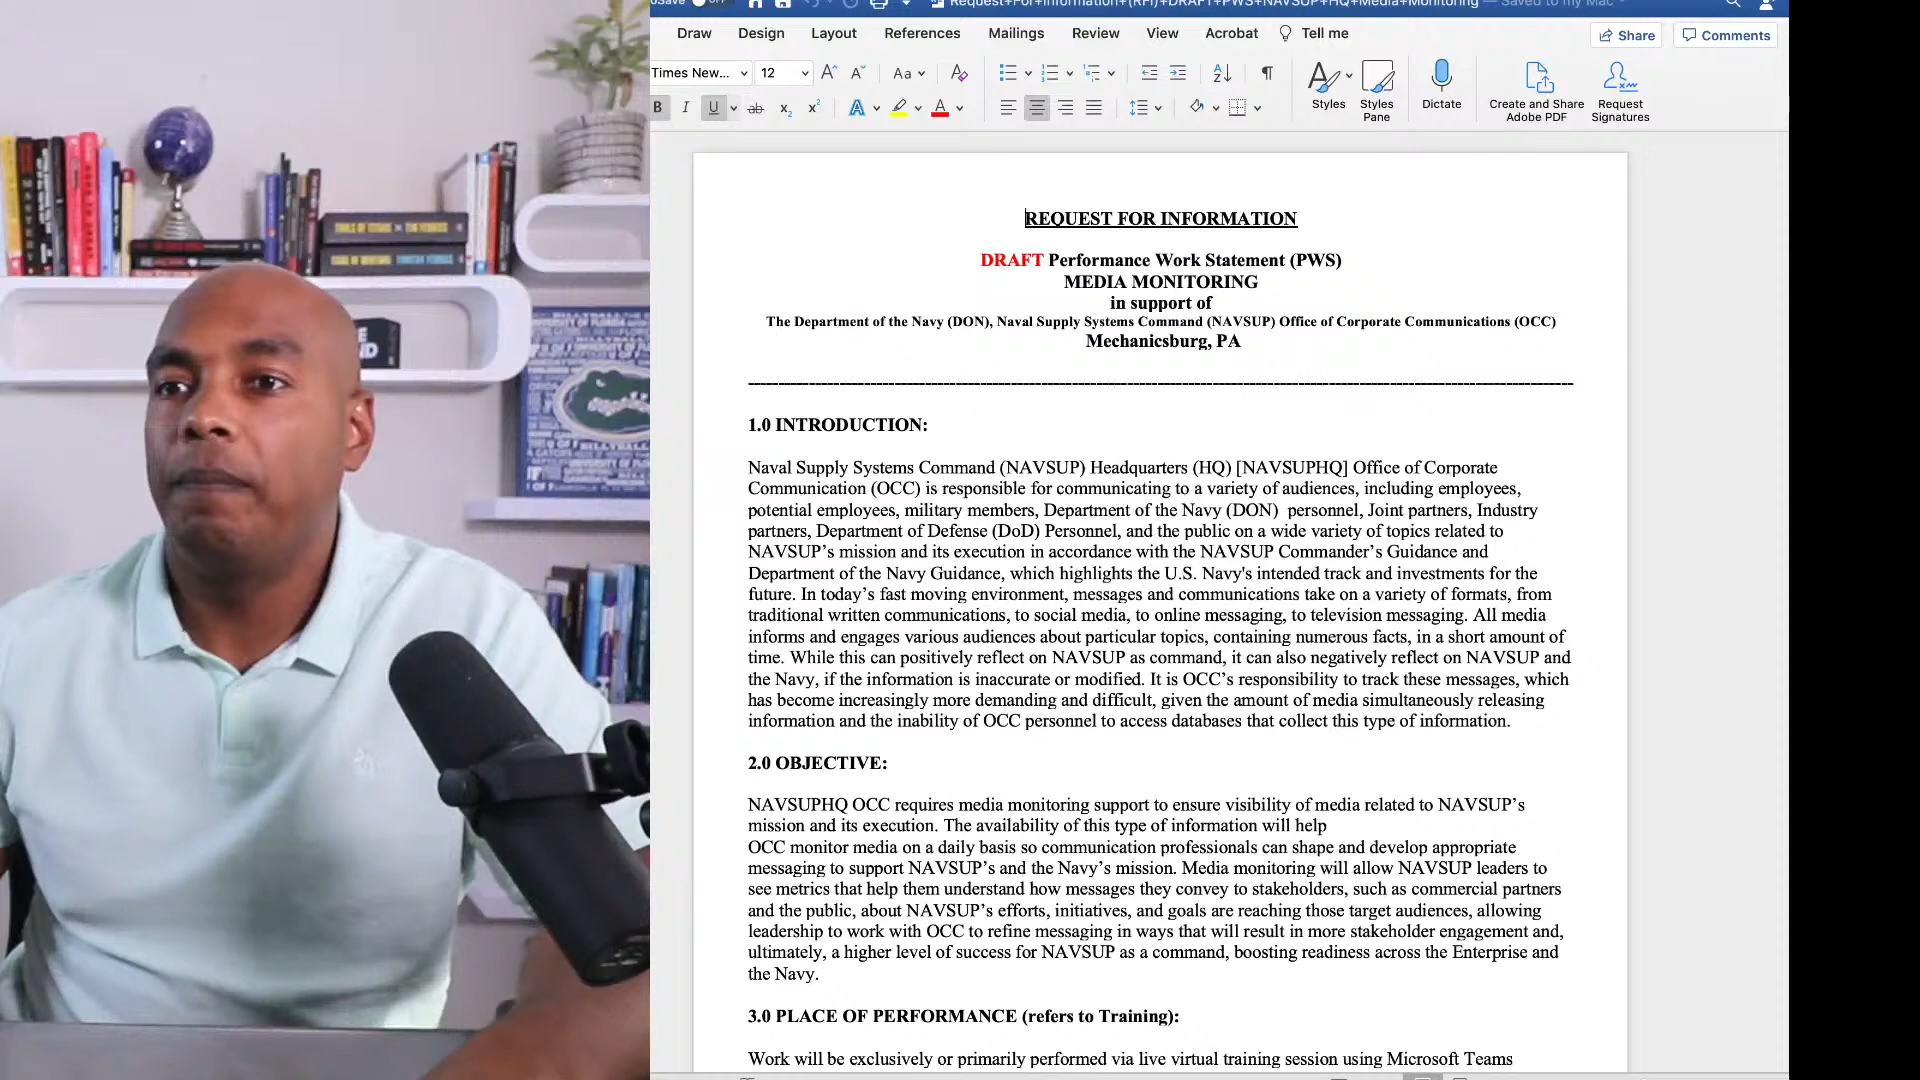 Request+For+Information+(RFI)+DRAFT+PWS+NAVSUP+HQ+Media+Monitoring — Saved to my Mac
Draw Design Layout References Mailings Review View Acrobat Tell me Share Comments
Times New... 12 Aa
B I U ab x₂ x²
Styles
Styles Pane
Dictate
Create and Share Adobe PDF
Request Signatures
REQUEST FOR INFORMATION
DRAFT Performance Work Statement (PWS)
MEDIA MONITORING
in support of
The Department of the Navy (DON), Naval Supply Systems Command (NAVSUP) Office of Corporate Communications (OCC)
Mechanicsburg, PA
1.0 INTRODUCTION:
Naval Supply Systems Command (NAVSUP) Headquarters (HQ) [NAVSUPHQ] Office of Corporate
Communication (OCC) is responsible for communicating to a variety of audiences, including employees,
potential employees, military members, Department of the Navy (DON) personnel, Joint partners, Industry
partners, Department of Defense (DoD) Personnel, and the public on a wide variety of topics related to
NAVSUP’s mission and its execution in accordance with the NAVSUP Commander’s Guidance and
Department of the Navy Guidance, which highlights the U.S. Navy's intended track and investments for the
future. In today’s fast moving environment, messages and communications take on a variety of formats, from
traditional written communications, to social media, to online messaging, to television messaging. All media
informs and engages various audiences about particular topics, containing numerous facts, in a short amount of
time. While this can positively reflect on NAVSUP as command, it can also negatively reflect on NAVSUP and
the Navy, if the information is inaccurate or modified. It is OCC’s responsibility to track these messages, which
has become increasingly more demanding and difficult, given the amount of media simultaneously releasing
information and the inability of OCC personnel to access databases that collect this type of information.
2.0 OBJECTIVE:
NAVSUPHQ OCC requires media monitoring support to ensure visibility of media related to NAVSUP’s
mission and its execution. The availability of this type of information will help
OCC monitor media on a daily basis so communication professionals can shape and develop appropriate
messaging to support NAVSUP’s and the Navy’s mission. Media monitoring will allow NAVSUP leaders to
see metrics that help them understand how messages they convey to stakeholders, such as commercial partners
and the public, about NAVSUP’s efforts, initiatives, and goals are reaching those target audiences, allowing
leadership to work with OCC to refine messaging in ways that will result in more stakeholder engagement and,
ultimately, a higher level of success for NAVSUP as a command, boosting readiness across the Enterprise and
the Navy.
3.0 PLACE OF PERFORMANCE (refers to Training):
Work will be exclusively or primarily performed via live virtual training session using Microsoft Teams